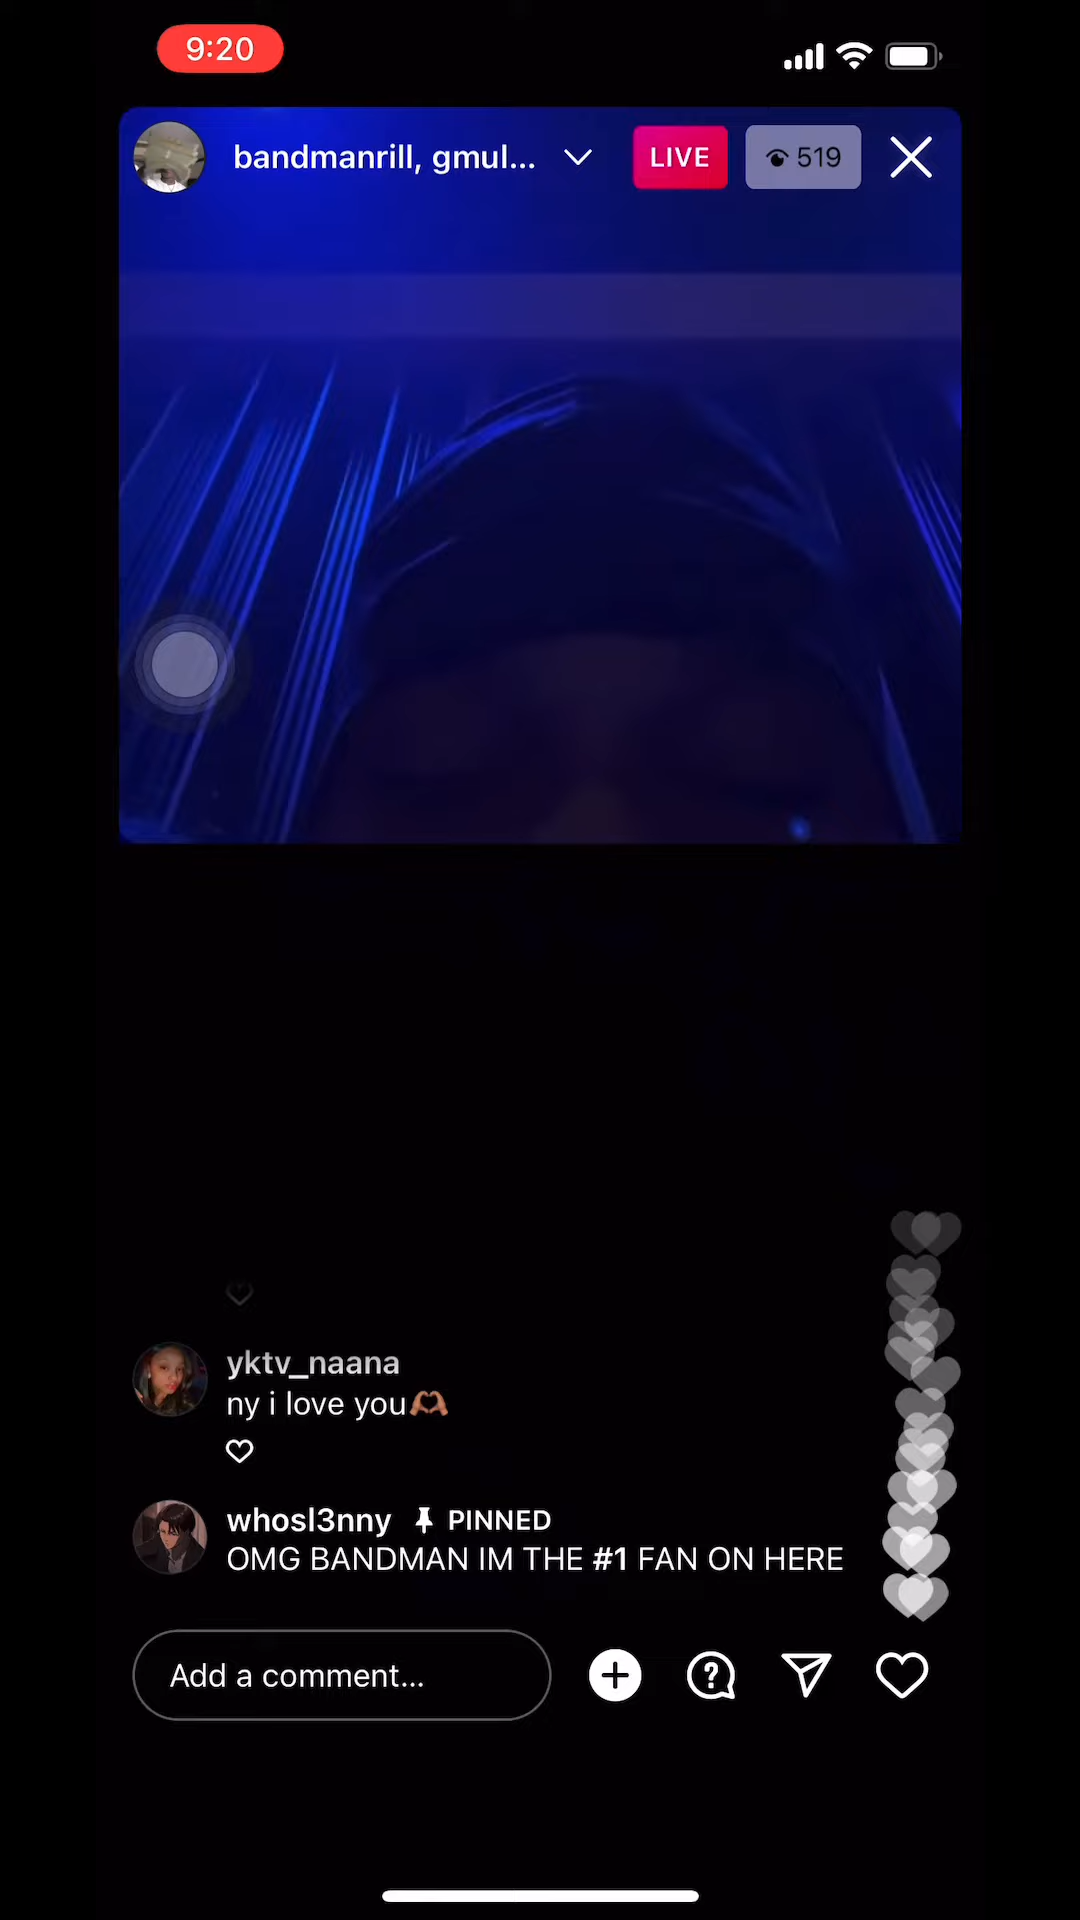 9:20
bandmanrill, gmul...
LIVE
519
yktv_naana
ny i love you🫶🏽
whosl3nny PINNED
OMG BANDMAN IM THE #1 FAN ON HERE
Add a comment...